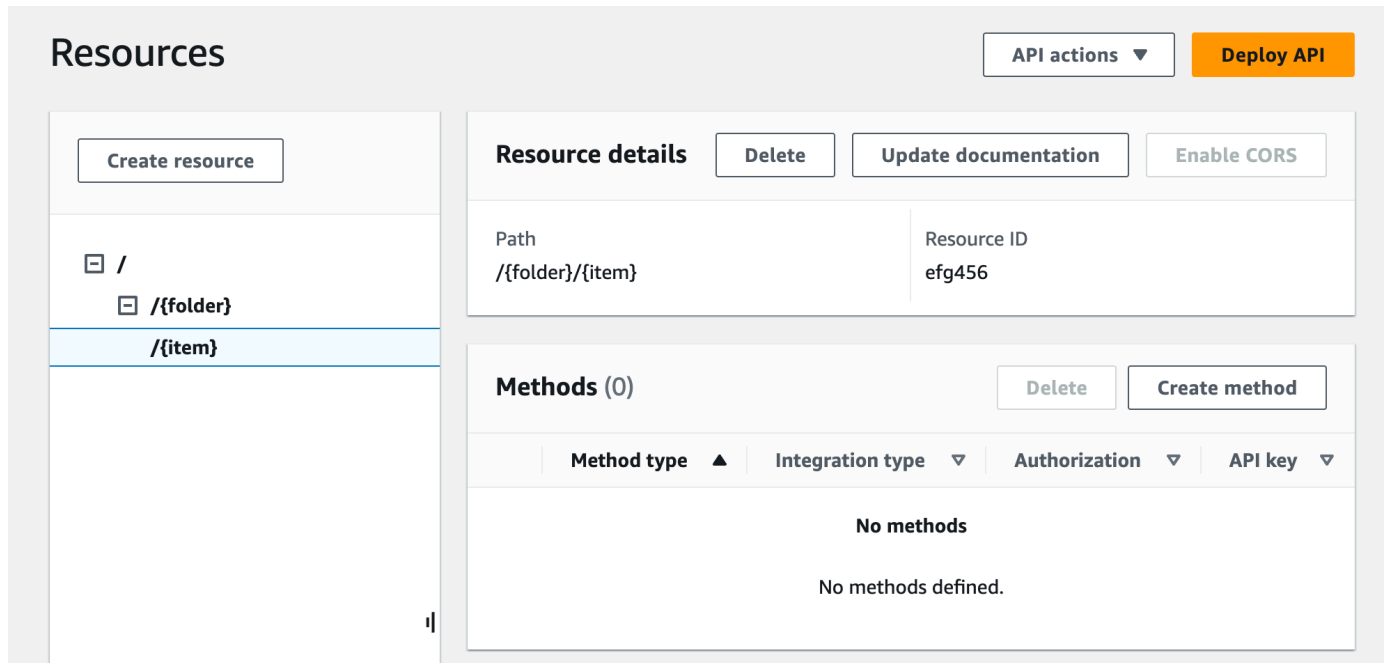 Resources
API actions
Deploy API
Create resource
/
/{folder}
/{item}
Resource details
Delete
Update documentation
Enable CORS
Path
/{folder}/{item}
Resource ID
efg456
Methods (0)
Delete
Create method
Method type
Integration type
Authorization
API key
No methods
No methods defined.